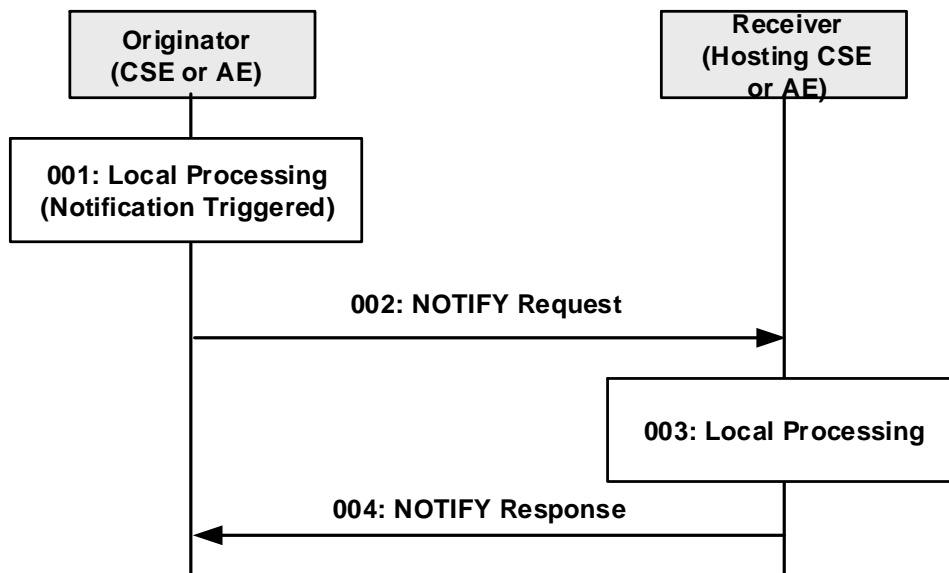 Originator
(CSE or AE)
Receiver
(Hosting CSE
or AE)
001: Local Processing
(Notification Triggered)
002: NOTIFY Request
003: Local Processing
004: NOTIFY Response